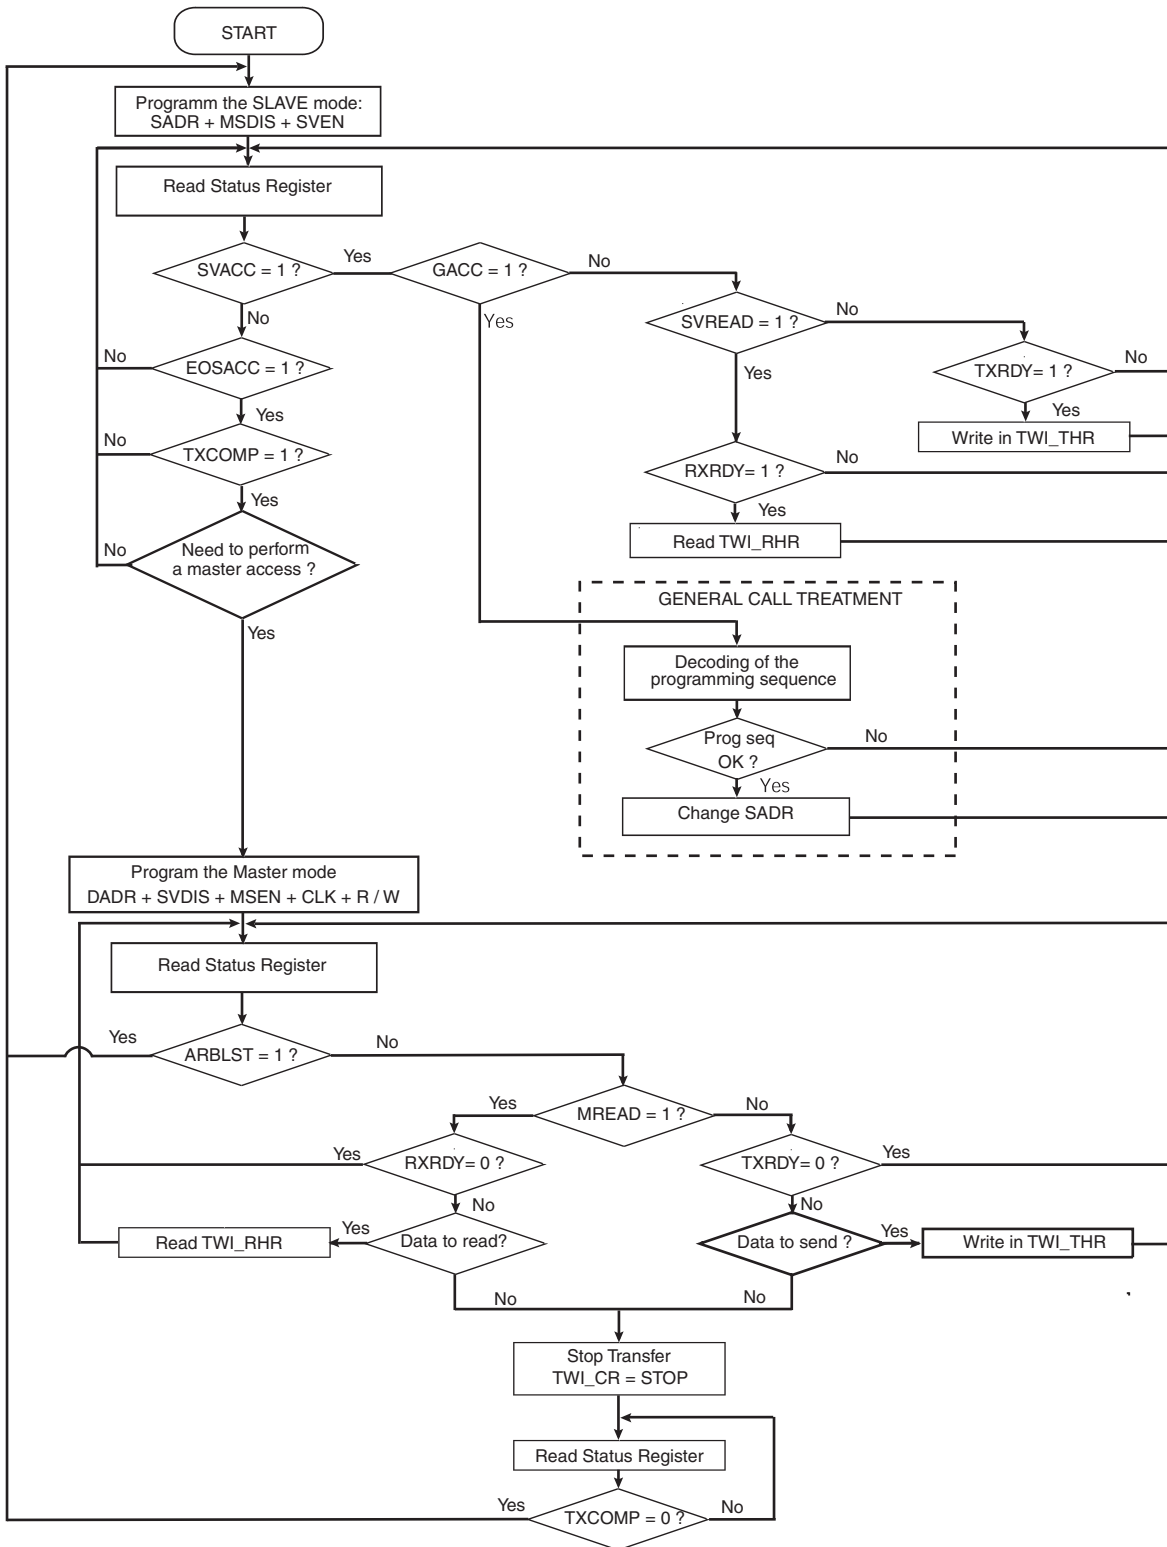 START
Programm the SLAVE mode:
SADR + MSDIS + SVEN
Read Status Register
SVACC = 1 ?
Yes
GACC = 1 ?
No
SVREAD = 1 ?
No
No
Yes
EOSACC = 1 ?
No
TXRDY= 1 ?
No
Yes
Yes
Yes
Write in TWI_THR
No
TXCOMP = 1 ?
RXRDY= 1 ?
No
Yes
Yes
Read TWI_RHR
No
Need to perform
a master access ?
Yes
GENERAL CALL TREATMENT
Decoding of the
programming sequence
Prog seq
OK ?
No
Yes
Change SADR
Program the Master mode
DADR + SVDIS + MSEN + CLK + R / W
Read Status Register
Yes
ARBLST = 1 ?
No
Yes
MREAD = 1 ?
No
Yes
RXRDY= 0 ?
TXRDY= 0 ?
Yes
No
No
Read TWI_RHR
Yes
Data to read?
Data to send ?
Yes
Write in TWI_THR
No
No
Stop Transfer
TWI_CR = STOP
Read Status Register
Yes
TXCOMP = 0 ?
No